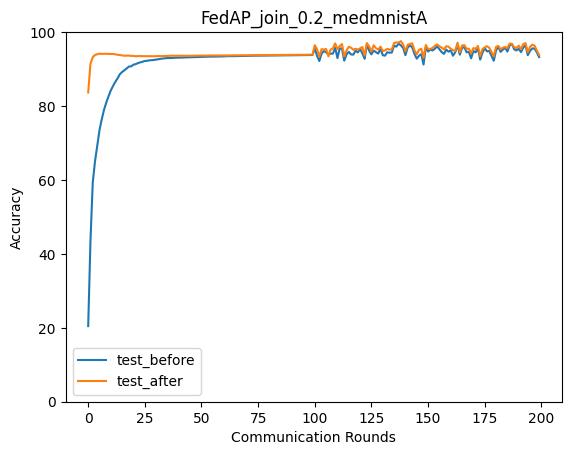 FedAP_join_0.2_medmnistA
100
80
60
40
20
0
Accuracy
test_before
test_after
0 25 50 75 100 125 150 175 200
Communication Rounds